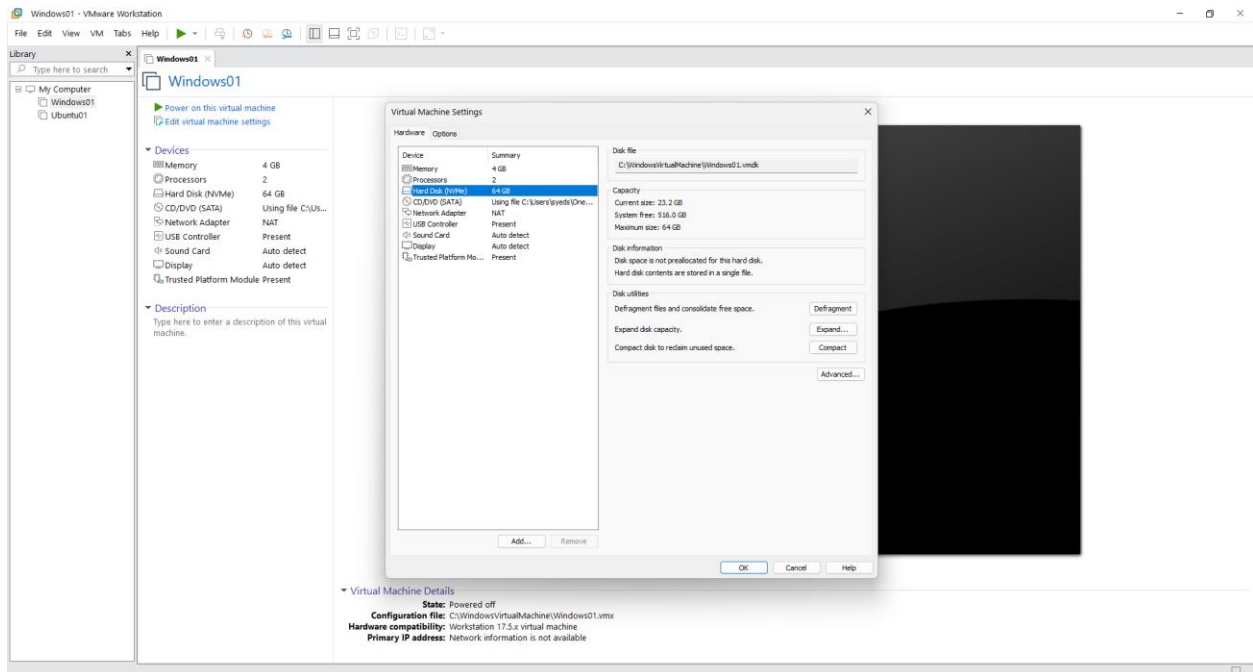 Windows01 - VMware Workstation
File Edit View VM Tabs Help
Library
Type here to search
My Computer
Windows01
Ubuntu01
Windows01
Windows01
Power on this virtual machine
Edit virtual machine settings
Devices
Memory 4 GB
Processors 2
Hard Disk (NVMe) 64 GB
CD/DVD (SATA) Using file C:\Us...
Network Adapter NAT
USB Controller Present
Sound Card Auto detect
Display Auto detect
Trusted Platform Module Present
Description
Type here to enter a description of this virtual
machine.
Virtual Machine Settings
Hardware Options
Device Summary
Memory 4 GB
Processors 2
Hard Disk (NVMe) 64 GB
CD/DVD (SATA) Using file C:\Users\syeds\One...
Network Adapter NAT
USB Controller Present
Sound Card Auto detect
Display Auto detect
Trusted Platform Mo... Present
Add... Remove
Disk file
C:\WindowsVirtualMachine\Windows01.vmdk
Capacity
Current size: 23.2 GB
System free: 516.0 GB
Maximum size: 64 GB
Disk information
Disk space is not preallocated for this hard disk.
Hard disk contents are stored in a single file.
Disk utilities
Defragment files and consolidate free space. Defragment
Expand disk capacity. Expand...
Compact disk to reclaim unused space. Compact
Advanced...
OK Cancel Help
Virtual Machine Details
State: Powered off
Configuration file: C:\WindowsVirtualMachine\Windows01.vmx
Hardware compatibility: Workstation 17.5.x virtual machine
Primary IP address: Network information is not available